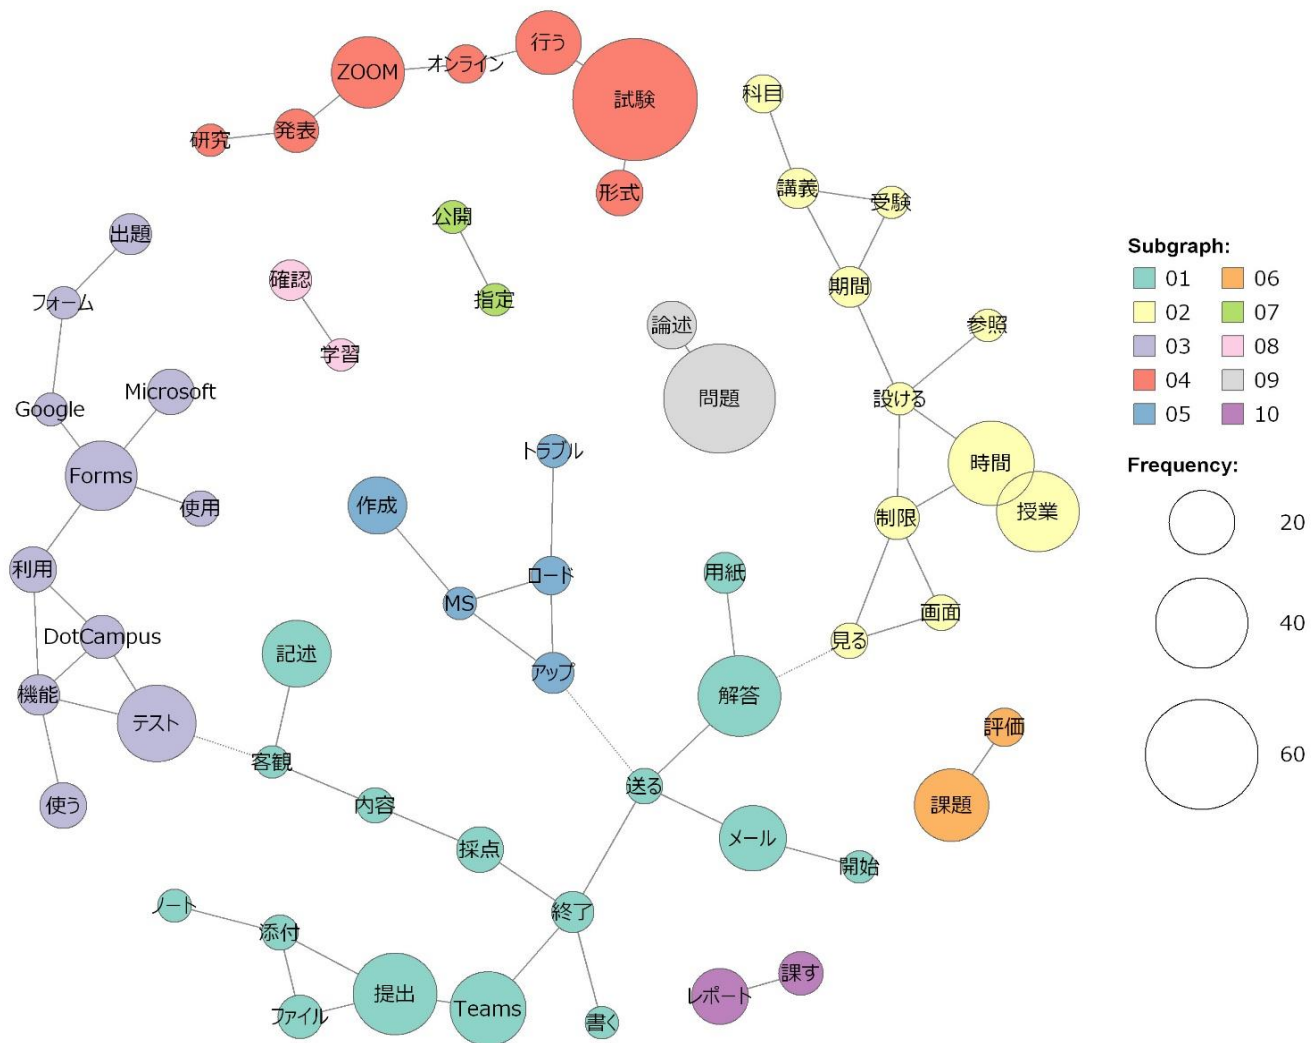 ZOOM
オンライン
行う
試験
研究
発表
形式
科目
講義
受験
期間
公開
指定
確認
学習
出題
フォーム
Google
Microsoft
Forms
使用
利用
DotCampus
機能
テスト
使う
論述
問題
参照
設ける
時間
授業
制限
画面
見る
トラブル
作成
ロード
MS
アップ
用紙
解答
記述
客観
内容
採点
送る
メール
開始
終了
ノート
添付
ファイル
提出
Teams
書く
評価
課題
課す
レポート
Subgraph:
01 06
02 07
03 08
04 09
05 10
Frequency:
20
40
60